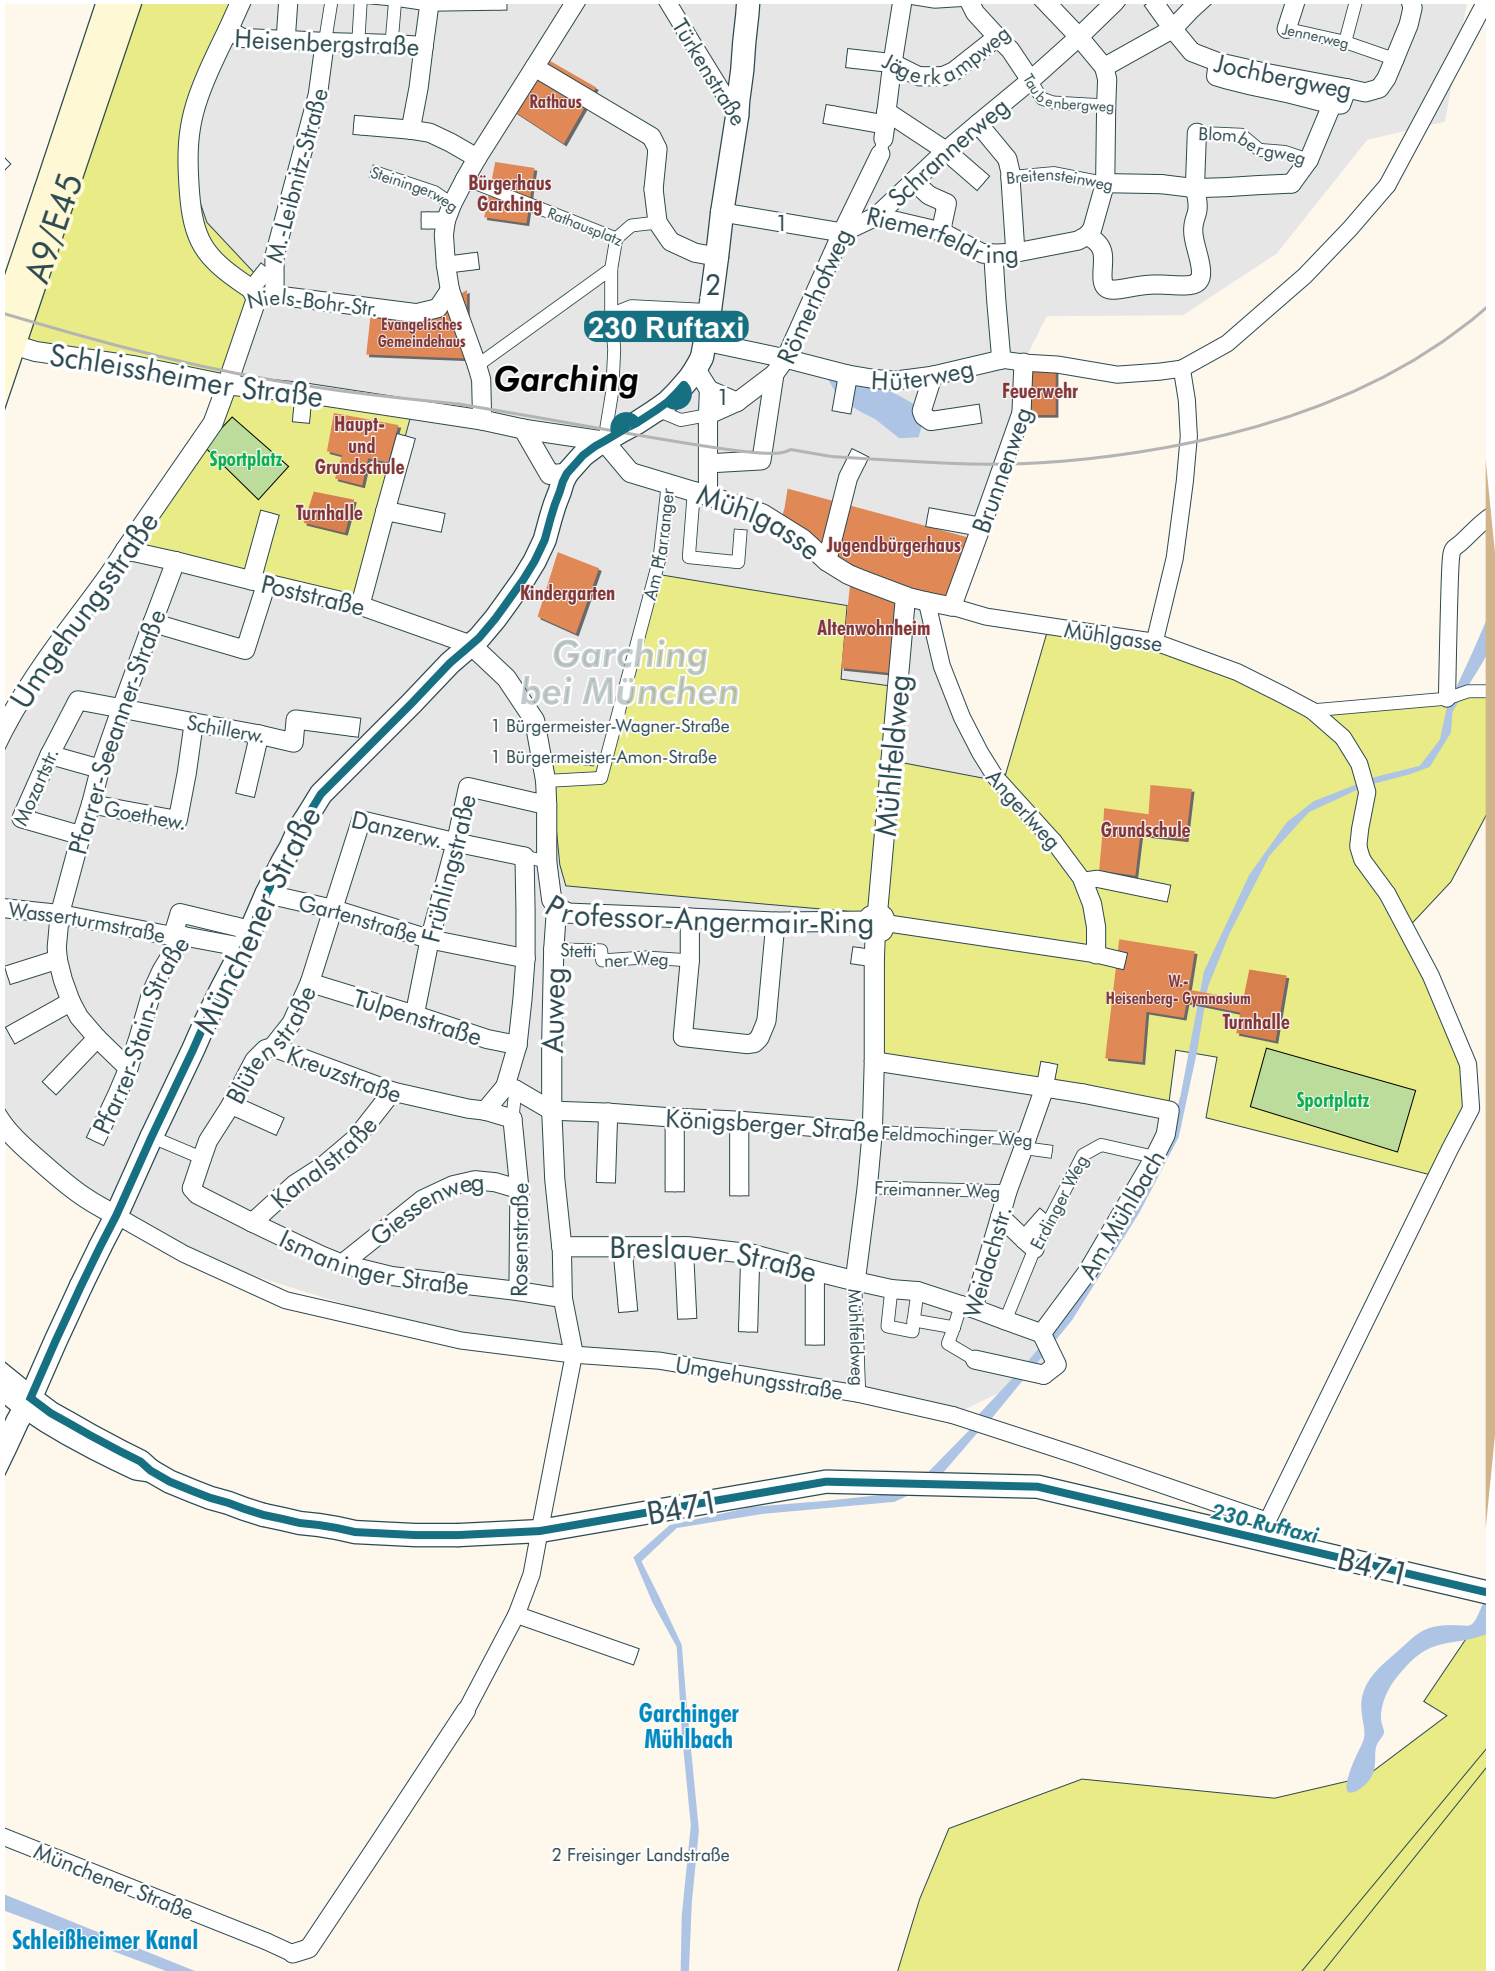 Heisenbergstraße
Türkenstraße
Jägerkampweg
Jennerweg
Jochbergweg
Taubenbergweg
Rathaus
M.-Leibnitz-Straße
Schrannerweg
Blombergweg
A9/E45
Steiningerweg
Bürgerhaus
Garching
Rathausplatz
Breitensteinweg
1
Riemerfeldring
Römerhofweg
2
Niels-Bohr-Str.
Evangelisches
Gemeindehaus
230 Ruftaxi
Schleissheimer Straße
Garching
1
Hüterweg
Feuerwehr
Haupt-
und
Grundschule
Sportplatz
Turnhalle
Brunnenweg
Mühlgasse
Am Pfarranger
Jugendbürgerhaus
Umgehungsstraße
Poststraße
Kindergarten
Altenwohnheim
Mühlgasse
Garching
bei München
1 Bürgermeister-Wagner-Straße
1 Bürgermeister-Amon-Straße
Pfarrer-Seeanner-Straße
Schillerw.
Mozartstr.
Goethew.
Mühlfeldweg
Angerlweg
Grundschule
Danzerw.
Frühlingstraße
Münchener Straße
Wasserturmstraße
Gartenstraße
Professor-Angermair-Ring
Stettiner Weg
Auweg
W.-
Heisenberg- Gymnasium
Turnhalle
Sportplatz
Pfarrer-Stain-Straße
Tulpenstraße
Blütenstraße
Kreuzstraße
Königsberger Straße
Feldmochinger Weg
Kanalstraße
Giessenweg
Freimanner Weg
Erdinger Weg
Am Mühlbach
Rosenstraße
Ismaninger Straße
Breslauer Straße
Weidachstr.
Mühlfeldweg
Umgehungsstraße
B471
230 Ruftaxi
B471
Garchinger
Mühlbach
2 Freisinger Landstraße
Münchener Straße
Schleißheimer Kanal